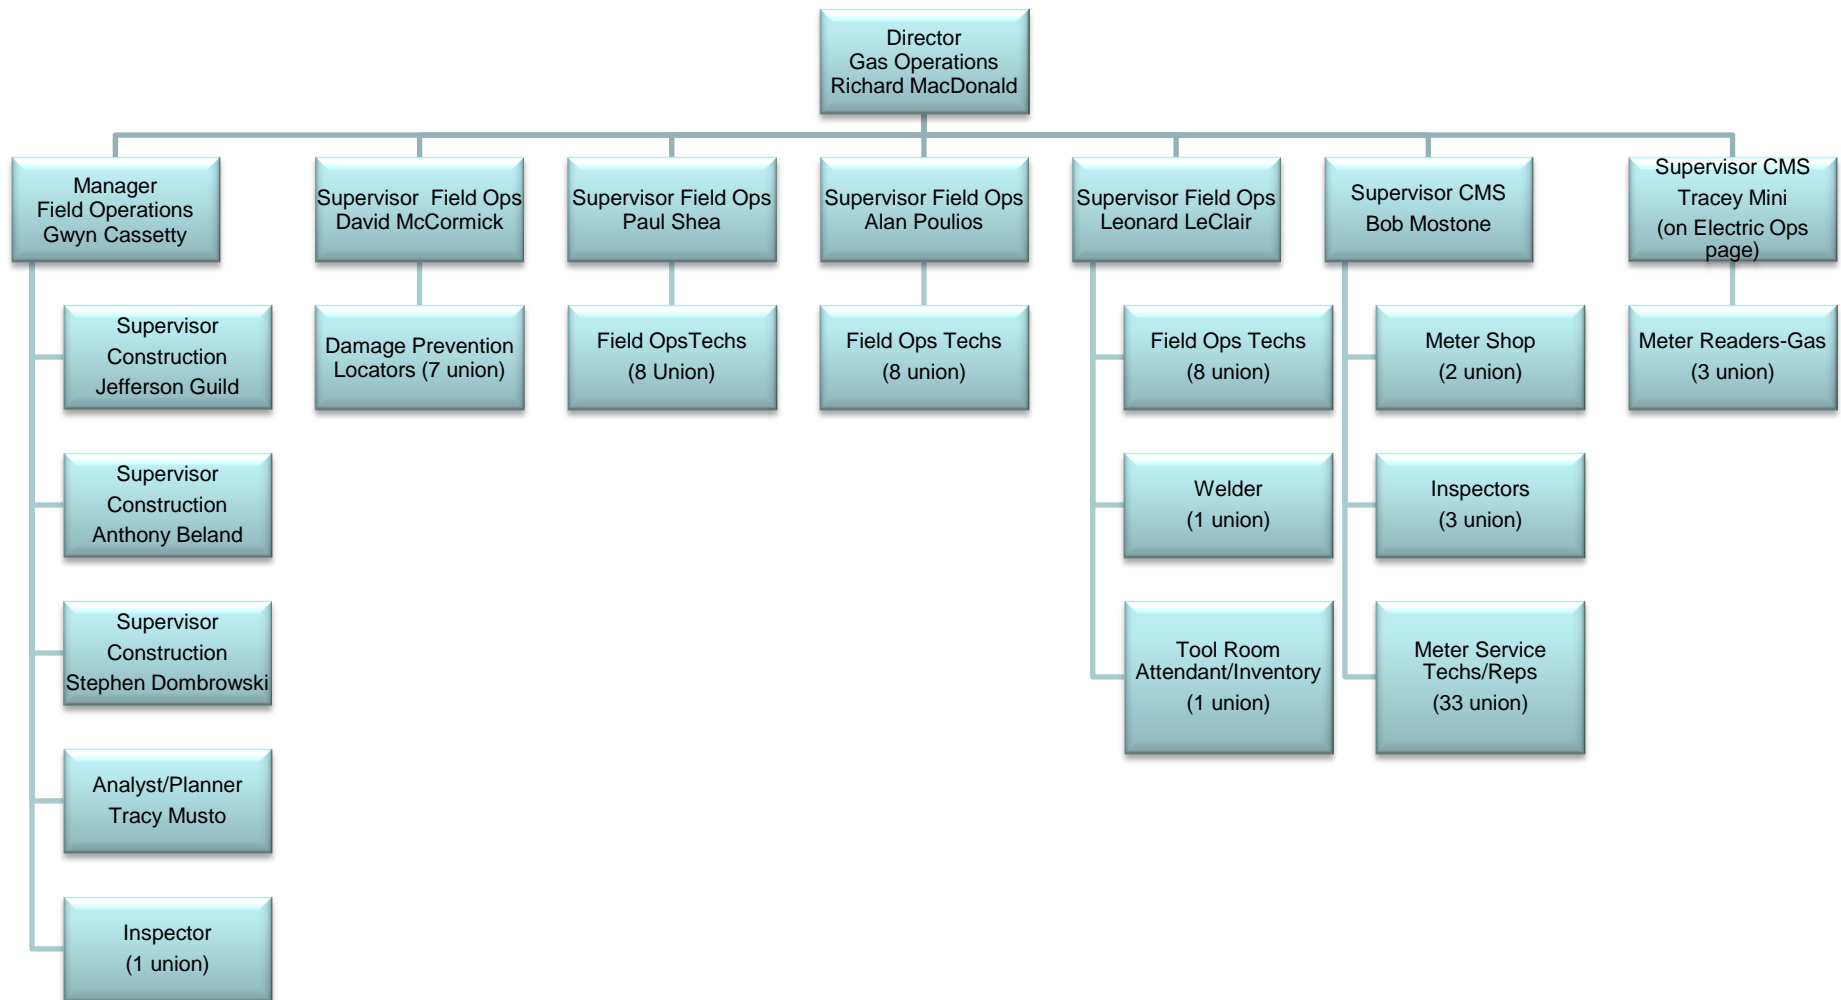 Director
Gas Operations
Richard MacDonald
Manager
Field Operations
Gwyn Cassetty
Supervisor  Field Ops
David McCormick
Supervisor Field Ops
Paul Shea
Supervisor Field Ops
Alan Poulios
Supervisor Field Ops
Leonard LeClair
Supervisor CMS
Bob Mostone
Supervisor CMS
Tracey Mini
(on Electric Ops
page)
Supervisor
Construction
Jefferson Guild
Damage Prevention
Locators (7 union)
Field OpsTechs
(8 Union)
Field Ops Techs
(8 union)
Field Ops Techs
(8 union)
Meter Shop
(2 union)
Meter Readers-Gas
(3 union)
Supervisor
Construction
Anthony Beland
Welder
(1 union)
Inspectors
(3 union)
Supervisor
Construction
Stephen Dombrowski
Tool Room
Attendant/Inventory
(1 union)
Meter Service
Techs/Reps
(33 union)
Analyst/Planner
Tracy Musto
Inspector
(1 union)